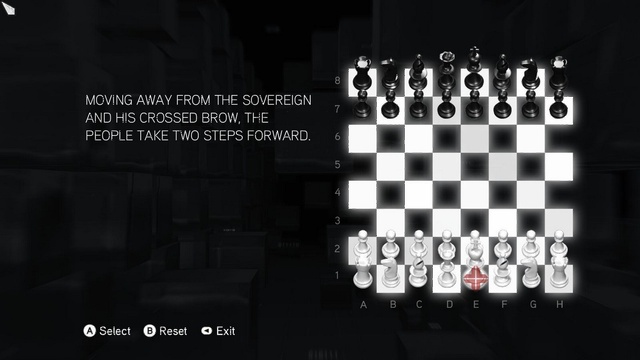 MOVING AWAY FROM THE SOVEREIGN
AND HIS CROSSED BROW, THE
PEOPLE TAKE TWO STEPS FORWARD.
8
7
6
5
4
3
2
1
A B C D E F G H
A Select B Reset Exit